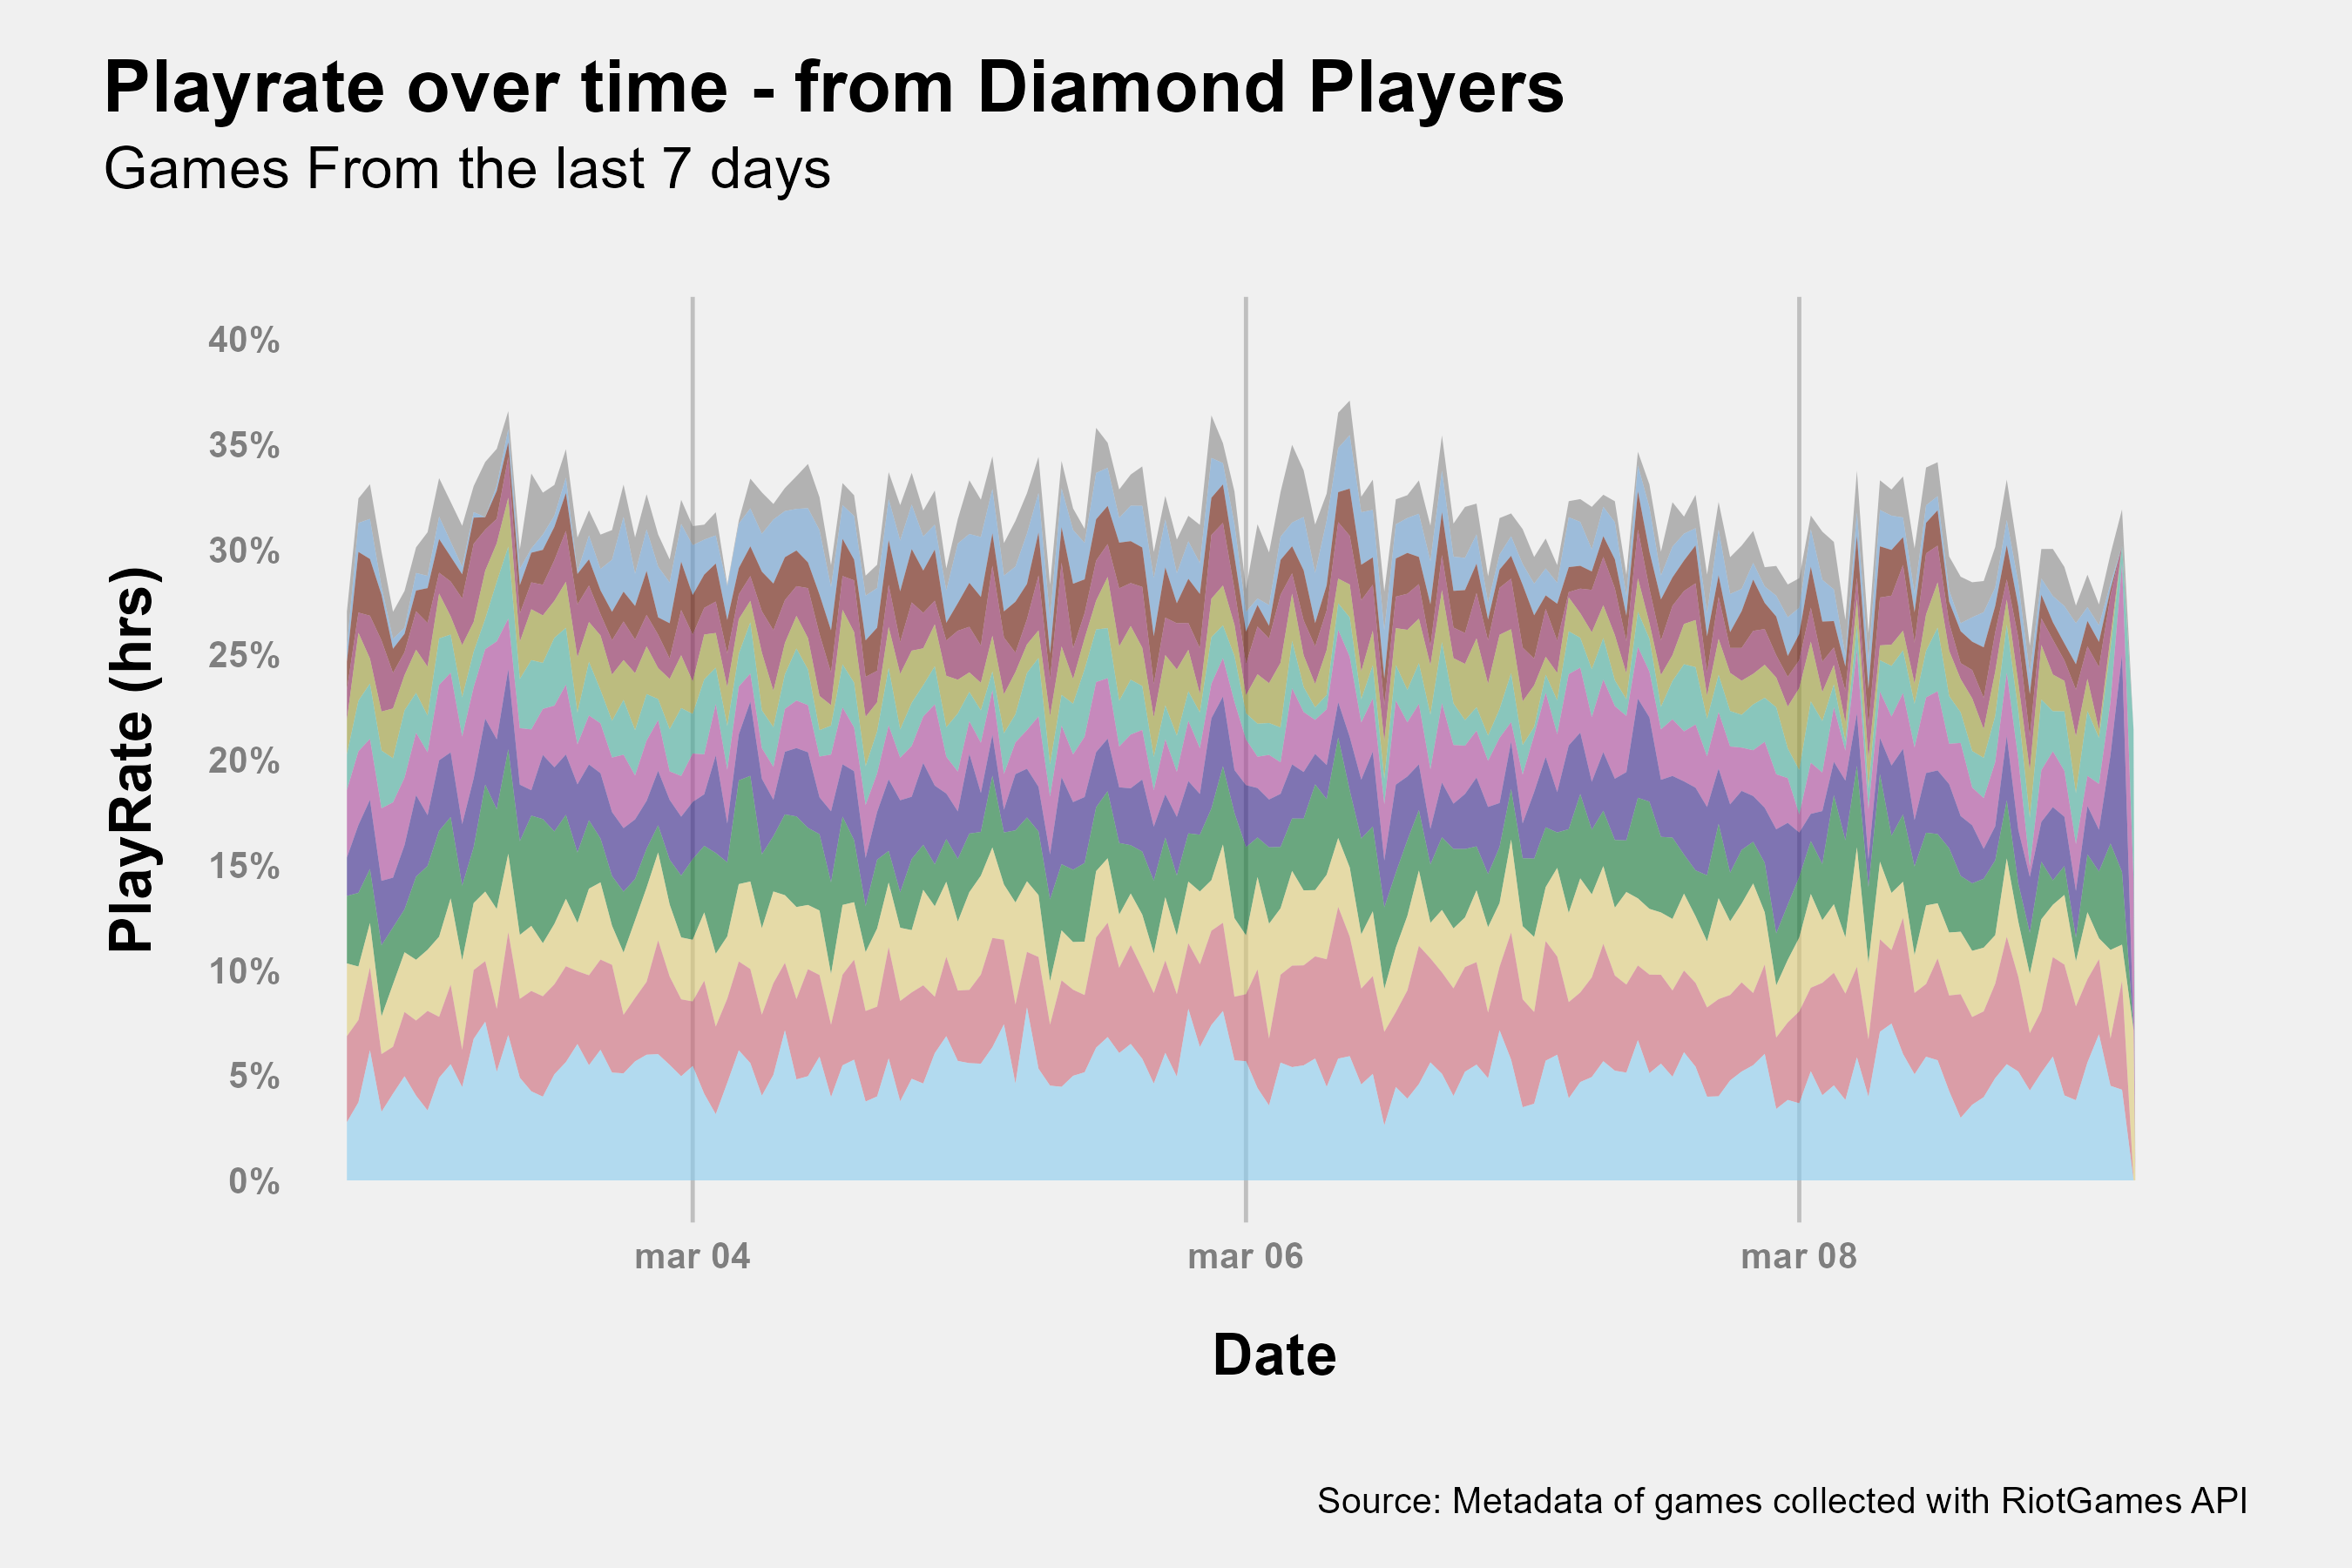 Playrate over time - from Diamond Players
Games From the last 7 days
40%
35%
30%
25%
20%
15%
10%
5%
0%
PlayRate (hrs)
mar 04
mar 06
mar 08
Date
Source: Metadata of games collected with RiotGames API